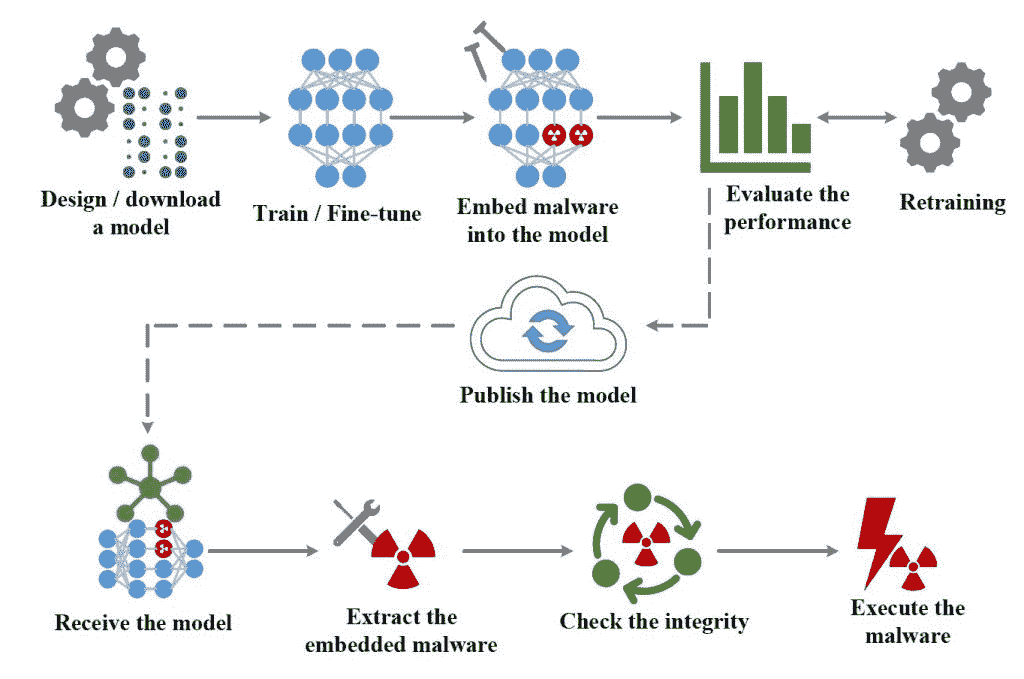 Design / download
a model
Train / Fine-tune
Embed malware
into the model
Evaluate the
performance
Retraining
Publish the model
Receive the model
Extract the
embedded malware
Check the integrity
Execute the
malware